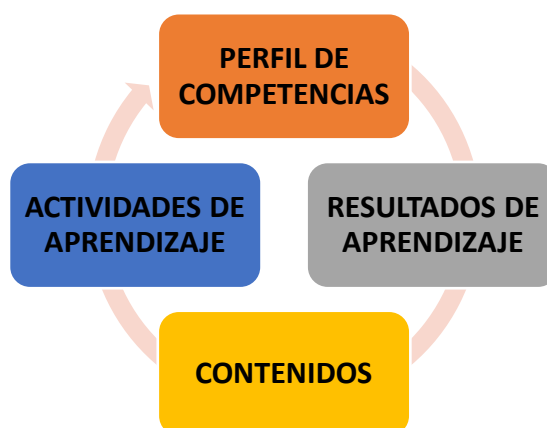 PERFIL DE
COMPETENCIAS
ACTIVIDADES DE
APRENDIZAJE
RESULTADOS DE
APRENDIZAJE
CONTENIDOS